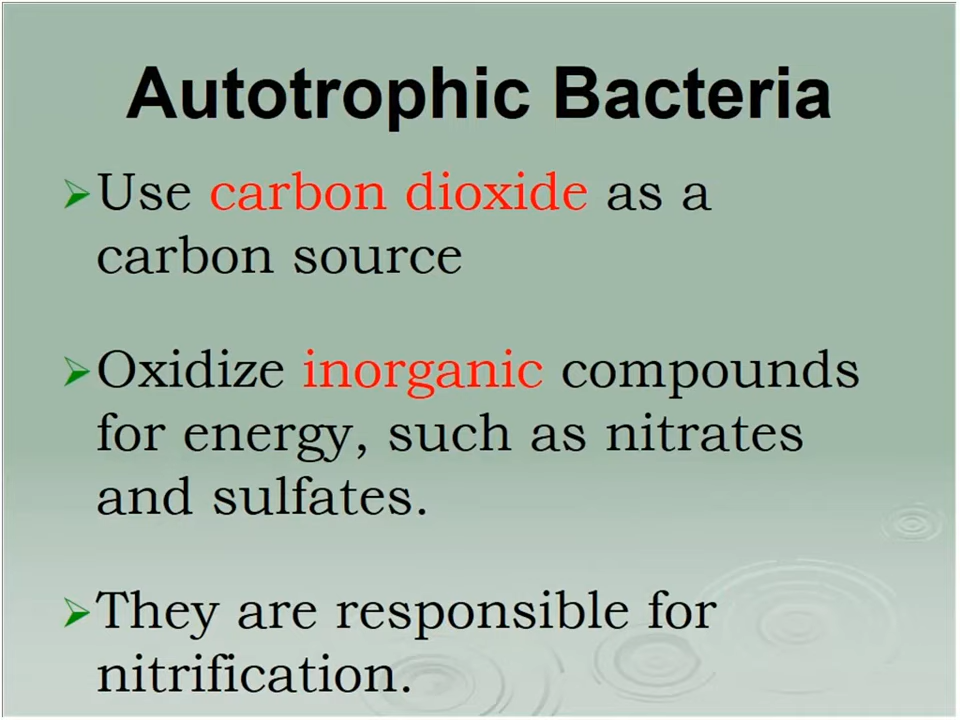 Autotrophic Bacteria
Use carbon dioxide as a
carbon source
Oxidize inorganic compounds
for energy, such as nitrates
and sulfates.
They are responsible for
nitrification.